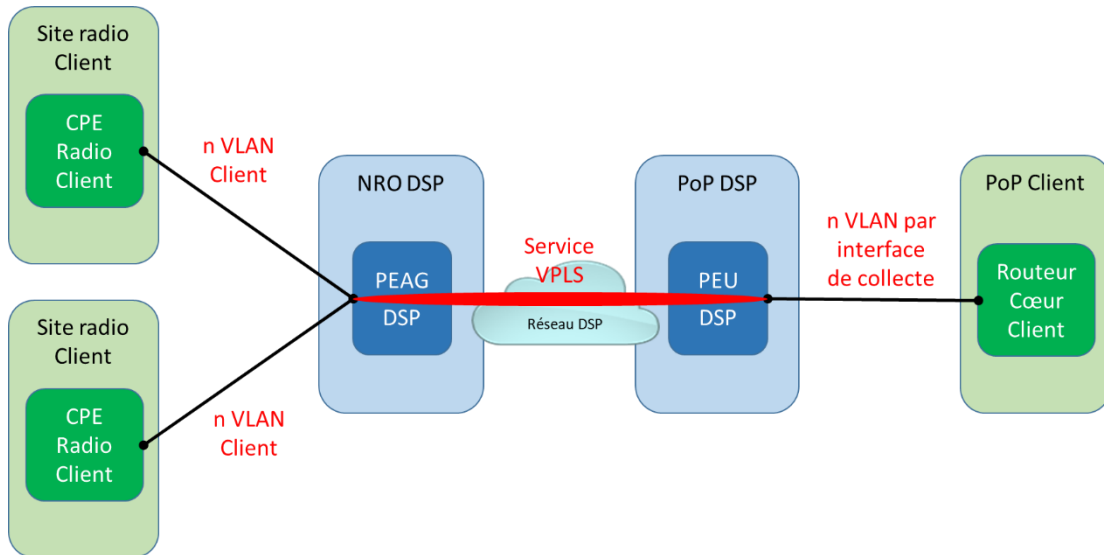 Site radio
Client
CPE
Radio
Client
n VLAN
Client
Site radio
Client
CPE
Radio
Client
n VLAN
Client
NRO DSP
PEAG
DSP
Service
VPLS
Réseau DSP
PoP DSP
PEU
DSP
n VLAN par
interface
de collecte
PoP Client
Routeur
Cœur
Client